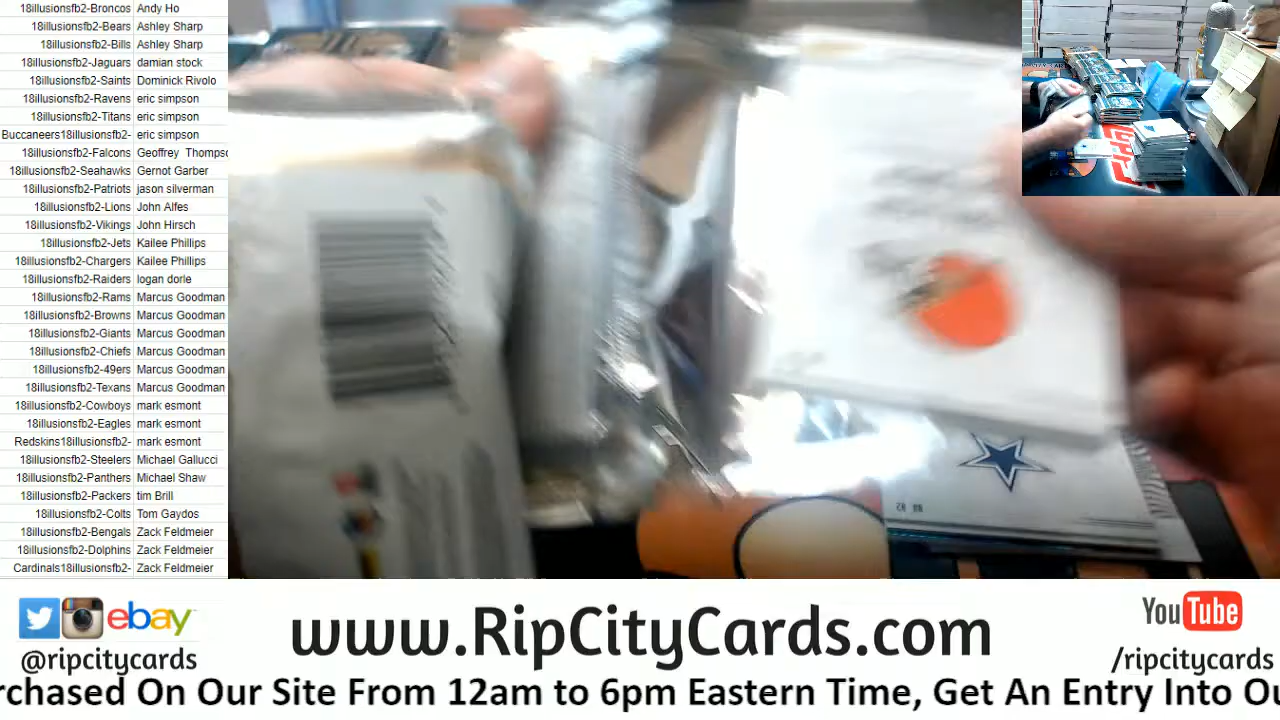 18illusionsfb2-Broncos Andy Ho
18illusionsfb2-Bears Ashley Sharp
18illusionsfb2-Bills Ashley Sharp
18illusionsfb2-Jaguars damian stock
18illusionsfb2-Saints Dominick Rivolo
18illusionsfb2-Ravens eric simpson
18illusionsfb2-Titans eric simpson
Buccaneers18illusionsfb2- eric simpson
18illusionsfb2-Falcons Geoffrey Thompsc
18illusionsfb2-Seahawks Gernot Garber
18illusionsfb2-Patriots jason silverman
18illusionsfb2-Lions John Alfes
18illusionsfb2-Vikings John Hirsch
18illusionsfb2-Jets Kailee Phillips
18illusionsfb2-Chargers Kailee Phillips
18illusionsfb2-Raiders logan dorle
18illusionsfb2-Rams Marcus Goodman
18illusionsfb2-Browns Marcus Goodman
18illusionsfb2-Giants Marcus Goodman
18illusionsfb2-Chiefs Marcus Goodman
18illusionsfb2-49ers Marcus Goodman
18illusionsfb2-Texans Marcus Goodman
18illusionsfb2-Cowboys mark esmont
18illusionsfb2-Eagles mark esmont
Redskins18illusionsfb2- mark esmont
18illusionsfb2-Steelers Michael Gallucci
18illusionsfb2-Panthers Michael Shaw
18illusionsfb2-Packers tim Brill
18illusionsfb2-Colts Tom Gaydos
18illusionsfb2-Bengals Zack Feldmeier
18illusionsfb2-Dolphins Zack Feldmeier
Cardinals18illusionsfb2- Zack Feldmeier
ebay
@ripcitycards
www.RipCityCards.com
YouTube
/ripcitycards
rchased On Our Site From 12am to 6pm Eastern Time, Get An Entry Into Ou